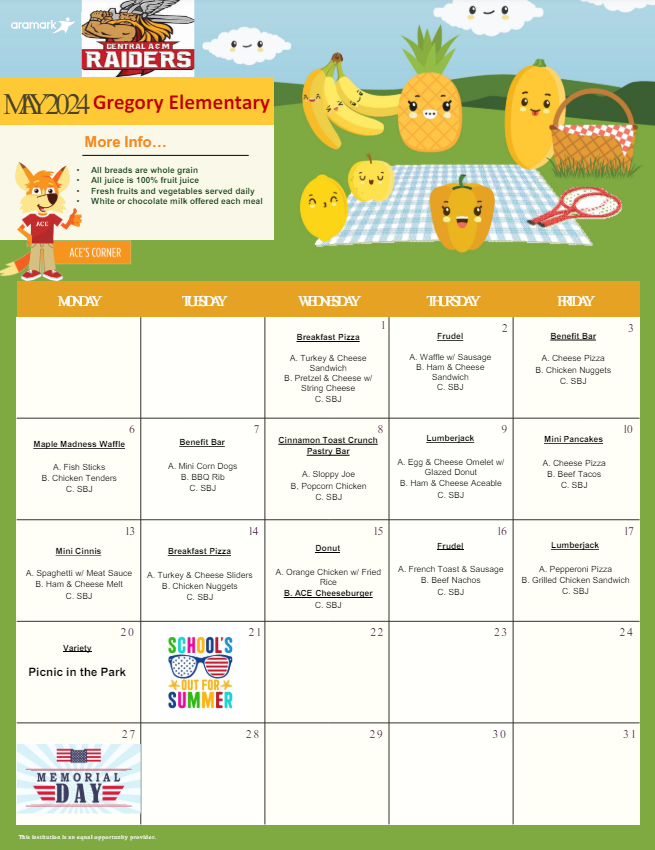 aramark
CENTRAL A&M
RAIDERS
MAY 2024 Gregory Elementary
More Info…
• All breads are whole grain
• All juice is 100% fruit juice
• Fresh fruits and vegetables served daily
• White or chocolate milk offered each meal
ACE
ACE'S CORNER
MONDAY TUESDAY WEDNESDAY THURSDAY FRIDAY
1
Breakfast Pizza
A. Turkey & Cheese
Sandwich
B. Pretzel & Cheese w/
String Cheese
C. SBJ
2
Frudel
A. Waffle w/ Sausage
B. Ham & Cheese
Sandwich
C. SBJ
3
Benefit Bar
A. Cheese Pizza
B. Chicken Nuggets
C. SBJ
6
Maple Madness Waffle
A. Fish Sticks
B. Chicken Tenders
C. SBJ
7
Benefit Bar
A. Mini Corn Dogs
B. BBQ Rib
C. SBJ
8
Cinnamon Toast Crunch
Pastry Bar
A. Sloppy Joe
B. Popcorn Chicken
C. SBJ
9
Lumberjack
A. Egg & Cheese Omelet w/
Glazed Donut
B. Ham & Cheese Aceable
C. SBJ
10
Mini Pancakes
A. Cheese Pizza
B. Beef Tacos
C. SBJ
13
Mini Cinnis
A. Spaghetti w/ Meat Sauce
B. Ham & Cheese Melt
C. SBJ
14
Breakfast Pizza
A. Turkey & Cheese Sliders
B. Chicken Nuggets
C. SBJ
15
Donut
A. Orange Chicken w/ Fried
Rice
B. ACE Cheeseburger
C. SBJ
16
Frudel
A. French Toast & Sausage
B. Beef Nachos
C. SBJ
17
Lumberjack
A. Pepperoni Pizza
B. Grilled Chicken Sandwich
C. SBJ
20
Variety
Picnic in the Park
21
SCHOOL'S
OUT FOR
SUMMER
22
23
24
27
MEMORIAL
DAY
28
29
30
31
This institution is an equal opportunity provider.